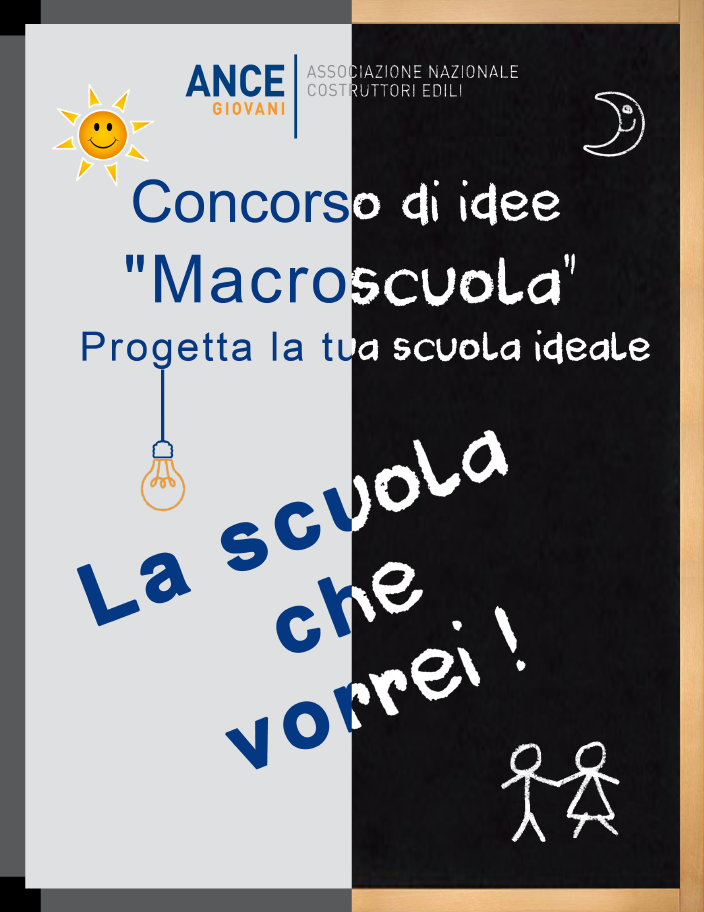 ANCE
GIOVANI
ASSOCIAZIONE NAZIONALE
COSTRUTTORI EDILI
Concorso di idee
"Macroscuola"
Progetta la tua scuola ideale
La scuola
che
vorrei !